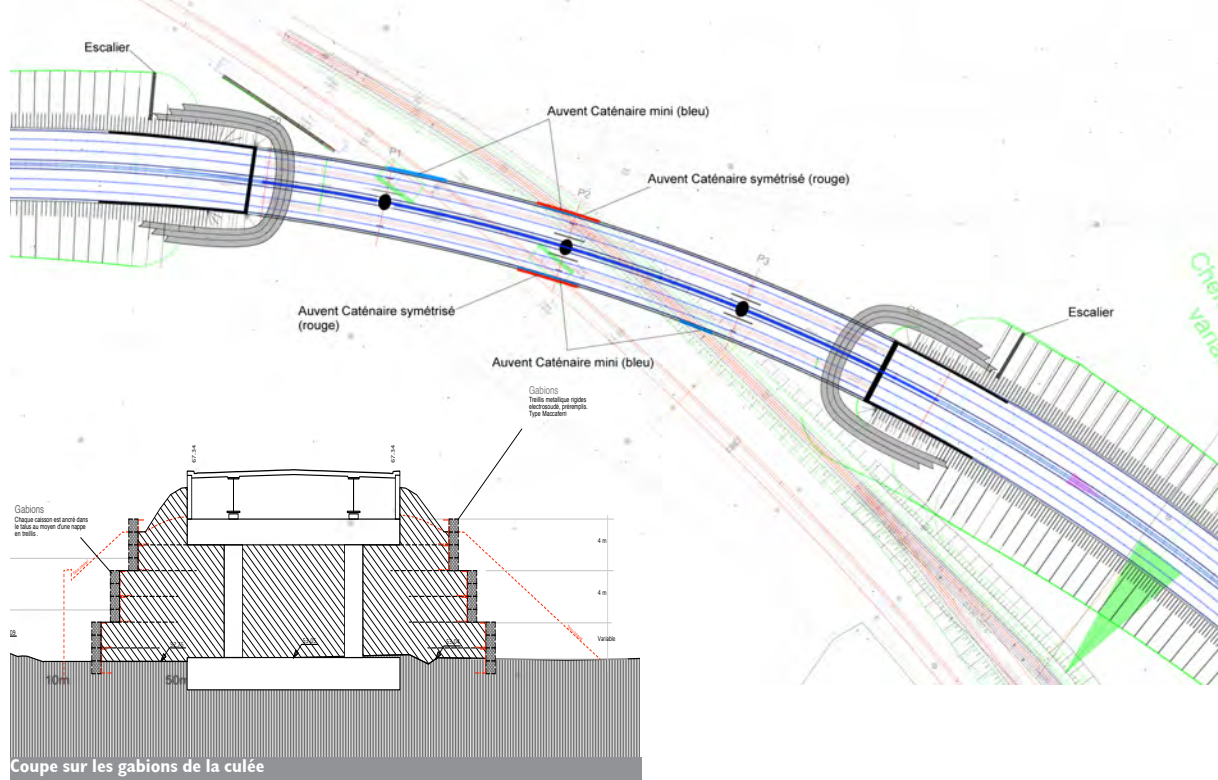 Escalier
Auvent Caténaire mini (bleu)
P1
P2
Auvent Caténaire symétrisé (rouge)
P3
Auvent Caténaire symétrisé
(rouge)
Escalier
Auvent Caténaire mini (bleu)
Gabions
Treillis metallique rigides
electrosoudé, préremplis.
Type Maccaferri
67.34
67.34
Gabions
Chaque caisson est ancré dans
le talus au moyen d'une nappe
en treillis .
4 m
4 m
Variable
10m
50m
Coupe sur les gabions de la culée